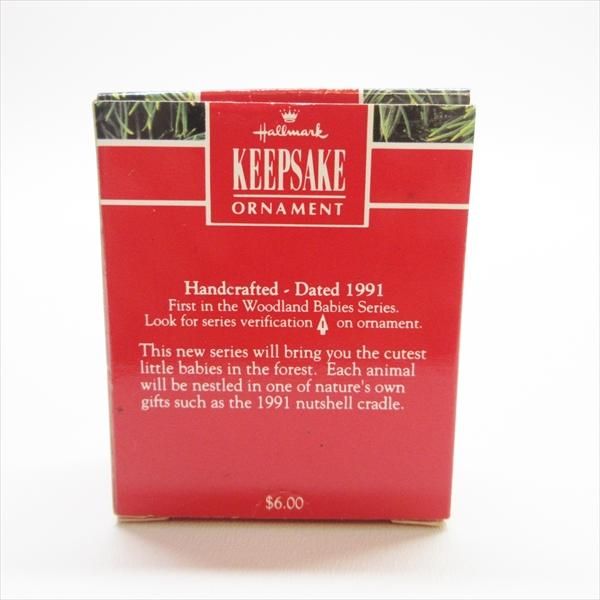 Hallmark
KEEPSAKE
ORNAMENT
Handcrafted - Dated 1991
First in the Woodland Babies Series.
Look for series verification on ornament.
This new series will bring you the cutest
little babies in the forest. Each animal
will be nestled in one of nature's own
gifts such as the 1991 nutshell cradle.
$6.00